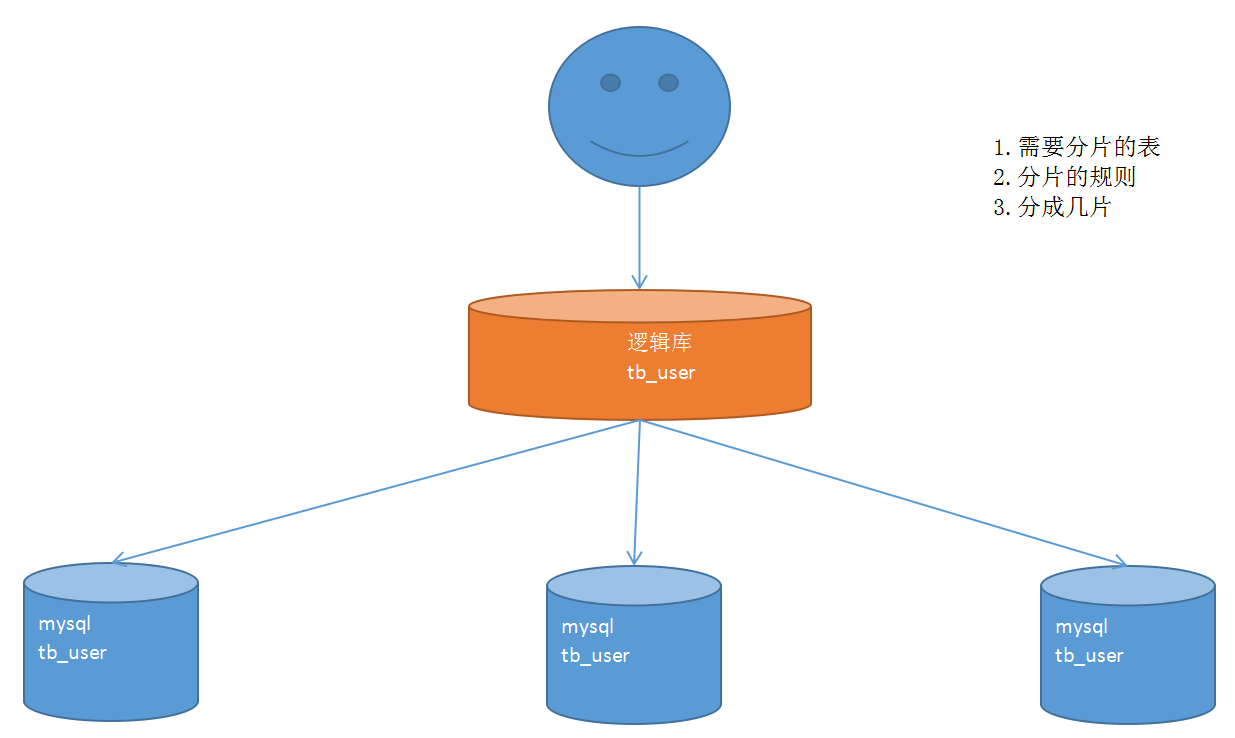 1.需要分片的表
2.分片的规则
3.分成几片
逻辑库
tb_user
mysql
tb_user
mysql
tb_user
mysql
tb_user